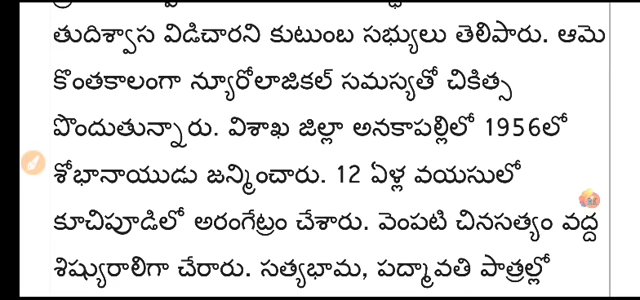 తుదిశ్వాస విడిచారని కుటుంబ సభ్యులు తెలిపారు. ఆమె
కొంతకాలంగా న్యూరోలాజికల్ సమస్యతో చికిత్స
పొందుతున్నారు. విశాఖ జిల్లా అనకాపల్లిలో 1956లో
శోభానాయుడు జన్మించారు. 12 ఏళ్ల వయసులో
కూచిపూడిలో అరంగేట్రం చేశారు. వెంపటి చినసత్యం వద్ద
శిష్యురాలిగా చేరారు. సత్యభామ, పద్మావతి పాత్రల్లో